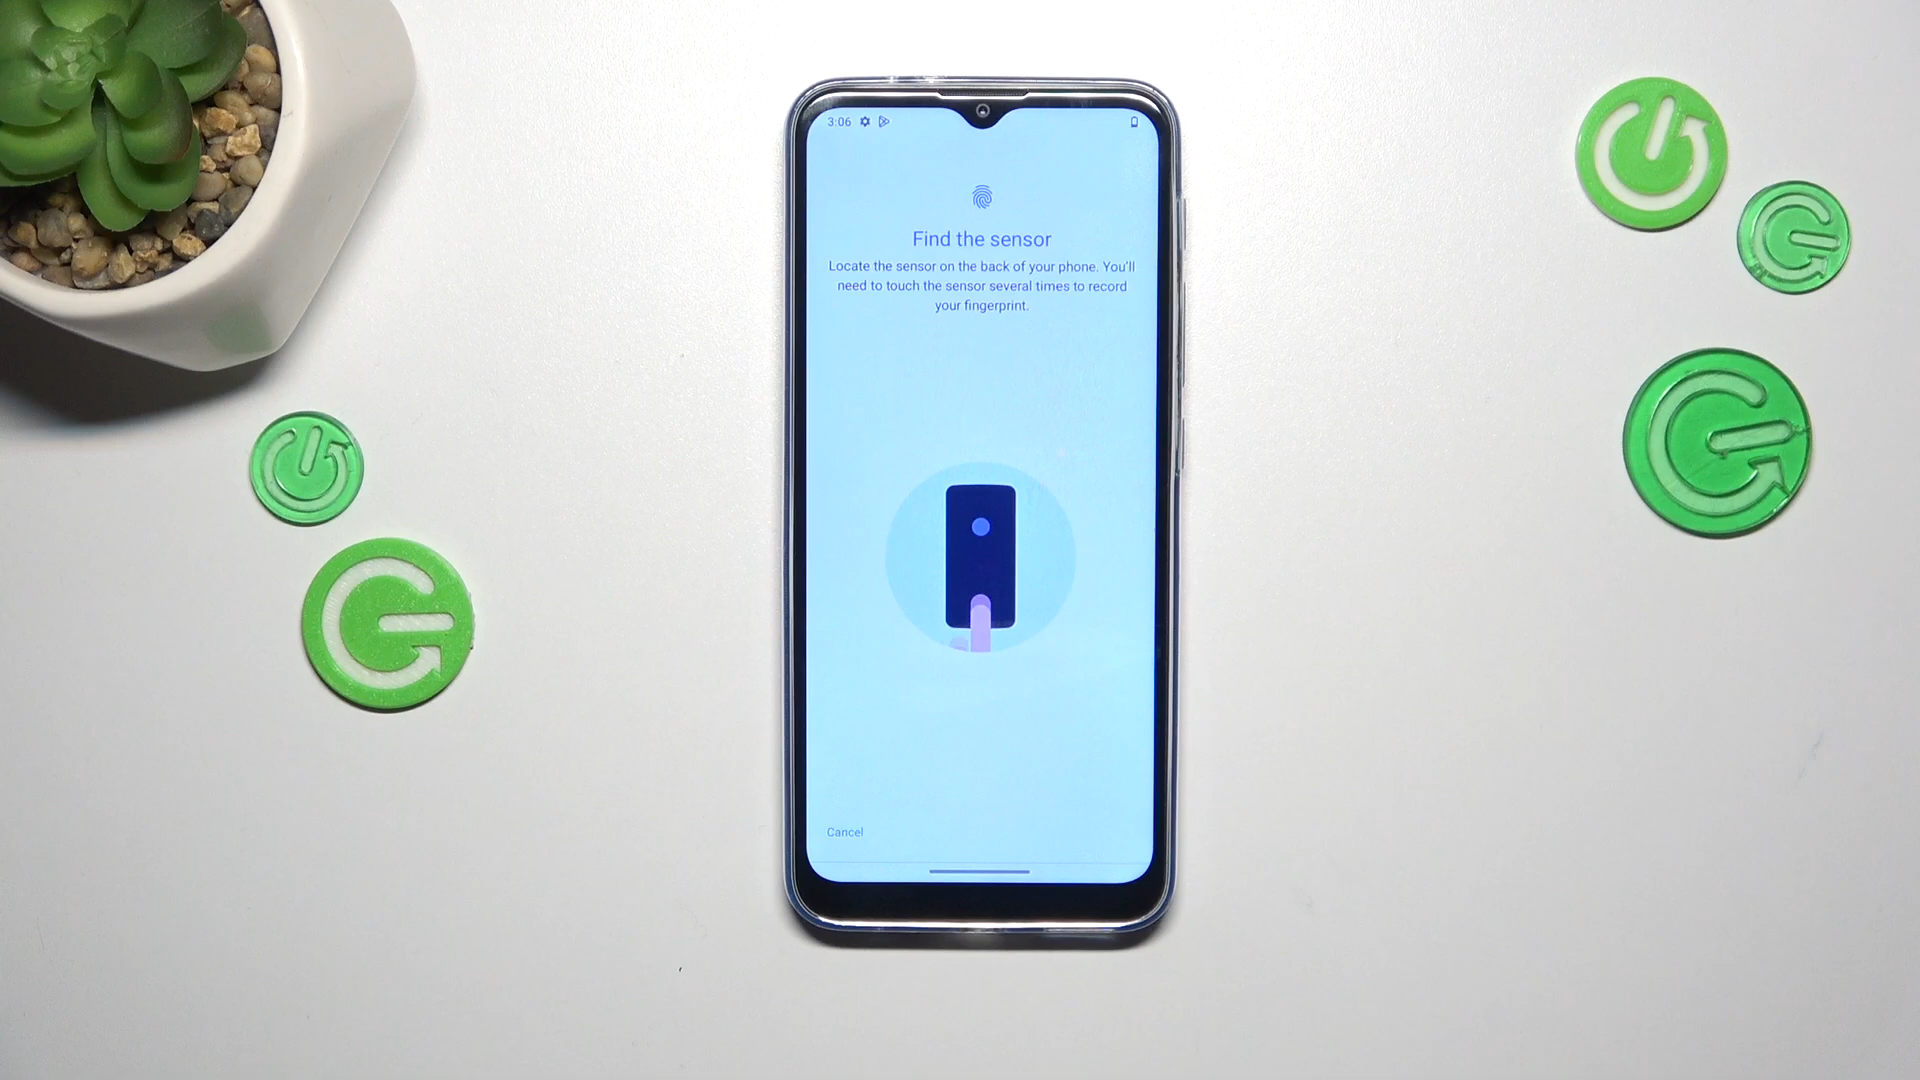 3:06
Find the sensor
Locate the sensor on the back of your phone. You'll
need to touch the sensor several times to record
your fingerprint.
Cancel